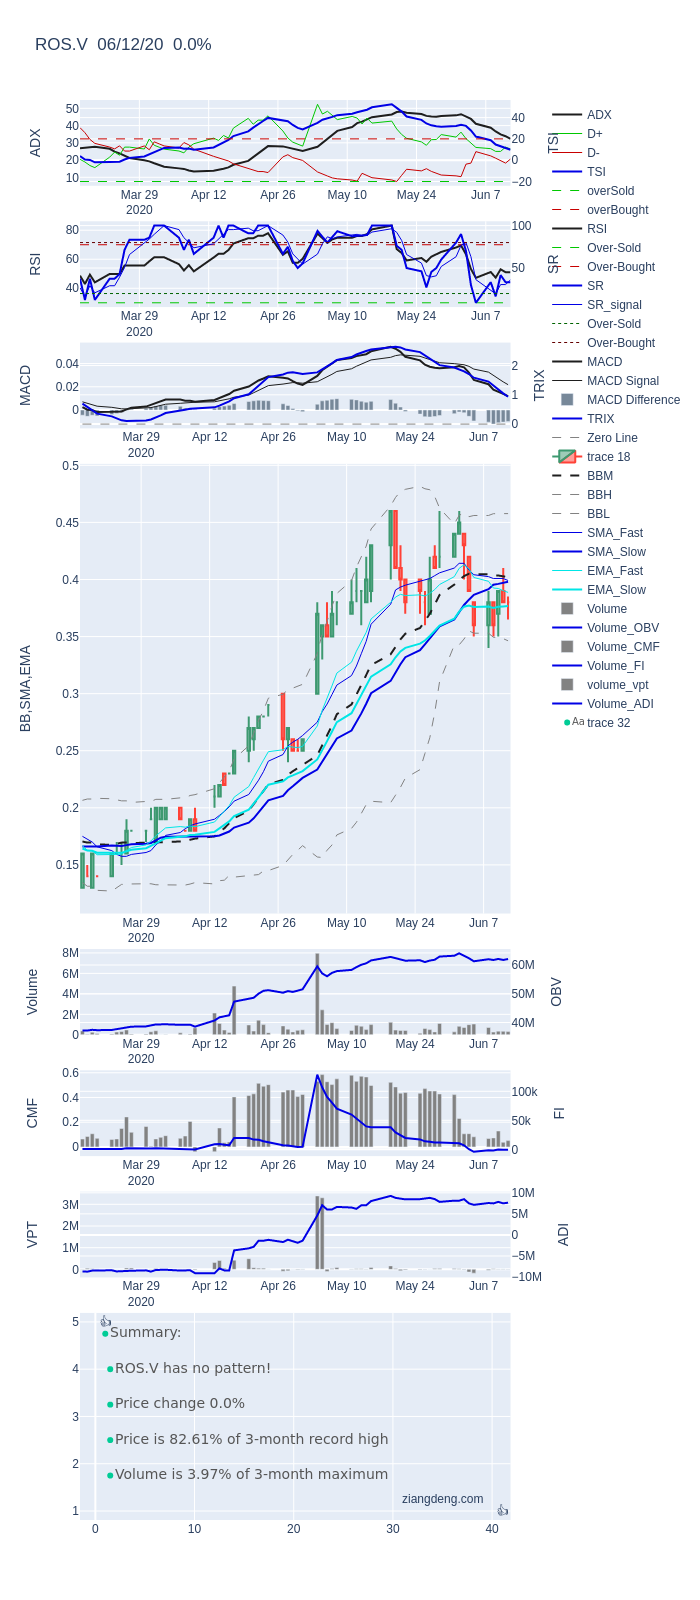 ROS.V  06/12/20  0.0%
50
40
30
20
10
ADX
40
20
0
−20
TSI
Mar 29
2020
Apr 12
Apr 26
May 10
May 24
Jun 7
80
60
40
RSI
100
50
SR
Mar 29
2020
Apr 12
Apr 26
May 10
May 24
Jun 7
0.04
0.02
0
MACD
2
1
0
TRIX
Mar 29
2020
Apr 12
Apr 26
May 10
May 24
Jun 7
0.5
0.45
0.4
0.35
0.3
0.25
0.2
0.15
BB,SMA,EMA
Mar 29
2020
Apr 12
Apr 26
May 10
May 24
Jun 7
8M
6M
4M
2M
0
Volume
60M
50M
40M
OBV
Mar 29
2020
Apr 12
Apr 26
May 10
May 24
Jun 7
0.6
0.4
0.2
0
CMF
100k
50k
0
FI
Mar 29
2020
Apr 12
Apr 26
May 10
May 24
Jun 7
3M
2M
1M
0
VPT
10M
5M
0
−5M
−10M
ADI
Mar 29
2020
Apr 12
Apr 26
May 10
May 24
Jun 7
5
4
3
2
1
Summary:
ROS.V has no pattern!
Price change 0.0%
Price is 82.61% of 3-month record high
Volume is 3.97% of 3-month maximum
ziangdeng.com
0
10
20
30
40
ADX
D+
D-
TSI
overSold
overBought
RSI
Over-Sold
Over-Bought
SR
SR_signal
Over-Sold
Over-Bought
MACD
MACD Signal
MACD Difference
TRIX
Zero Line
trace 18
BBM
BBH
BBL
SMA_Fast
SMA_Slow
EMA_Fast
EMA_Slow
Volume
Volume_OBV
Volume_CMF
Volume_FI
volume_vpt
Volume_ADI
Aa trace 32